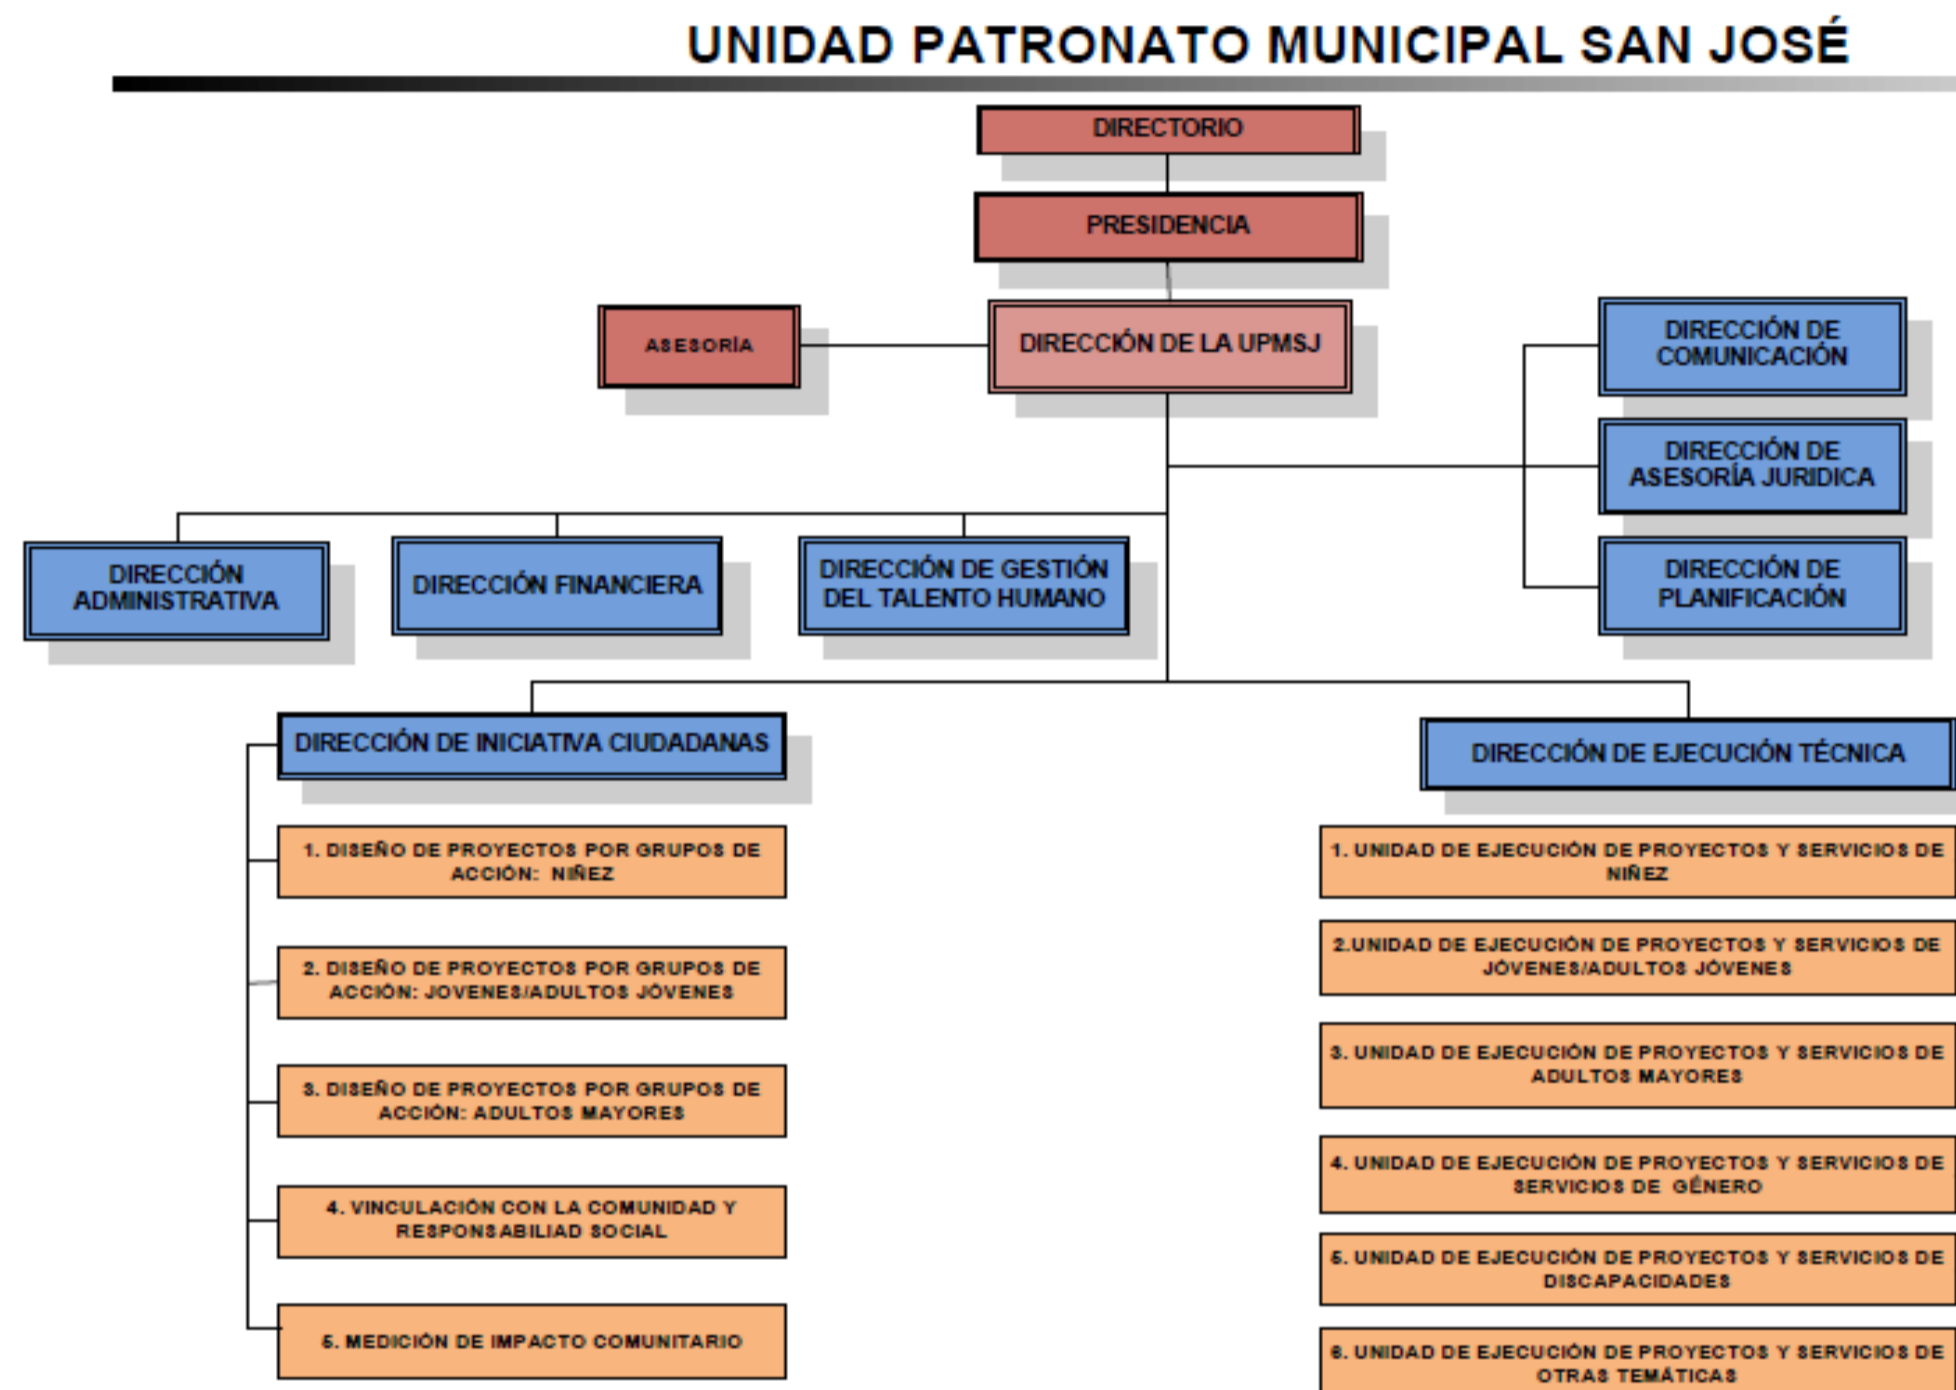 UNIDAD PATRONATO MUNICIPAL SAN JOSÉ
DIRECTORIO
PRESIDENCIA
ASESORÍA
DIRECCIÓN DE LA UPMSJ
DIRECCIÓN DE
COMUNICACIÓN
DIRECCIÓN DE
ASESORÍA JURIDICA
DIRECCIÓN
ADMINISTRATIVA
DIRECCIÓN FINANCIERA
DIRECCIÓN DE GESTIÓN
DEL TALENTO HUMANO
DIRECCIÓN DE
PLANIFICACIÓN
DIRECCIÓN DE INICIATIVA CIUDADANAS
1. DISEÑO DE PROYECTOS POR GRUPOS DE
ACCIÓN: NIÑEZ
2. DISEÑO DE PROYECTOS POR GRUPOS DE
ACCIÓN: JOVENES/ADULTOS JÓVENES
3. DISEÑO DE PROYECTOS POR GRUPOS DE
ACCIÓN: ADULTOS MAYORES
4. VINCULACIÓN CON LA COMUNIDAD Y
RESPONSABILIAD SOCIAL
5. MEDICIÓN DE IMPACTO COMUNITARIO
DIRECCIÓN DE EJECUCIÓN TÉCNICA
1. UNIDAD DE EJECUCIÓN DE PROYECTOS Y SERVICIOS DE
NIÑEZ
2.UNIDAD DE EJECUCIÓN DE PROYECTOS Y SERVICIOS DE
JÓVENES/ADULTOS JÓVENES
3. UNIDAD DE EJECUCIÓN DE PROYECTOS Y SERVICIOS DE
ADULTOS MAYORES
4. UNIDAD DE EJECUCIÓN DE PROYECTOS Y SERVICIOS DE
SERVICIOS DE GÉNERO
5. UNIDAD DE EJECUCIÓN DE PROYECTOS Y SERVICIOS DE
DISCAPACIDADES
6. UNIDAD DE EJECUCIÓN DE PROYECTOS Y SERVICIOS DE
OTRAS TEMÁTICAS